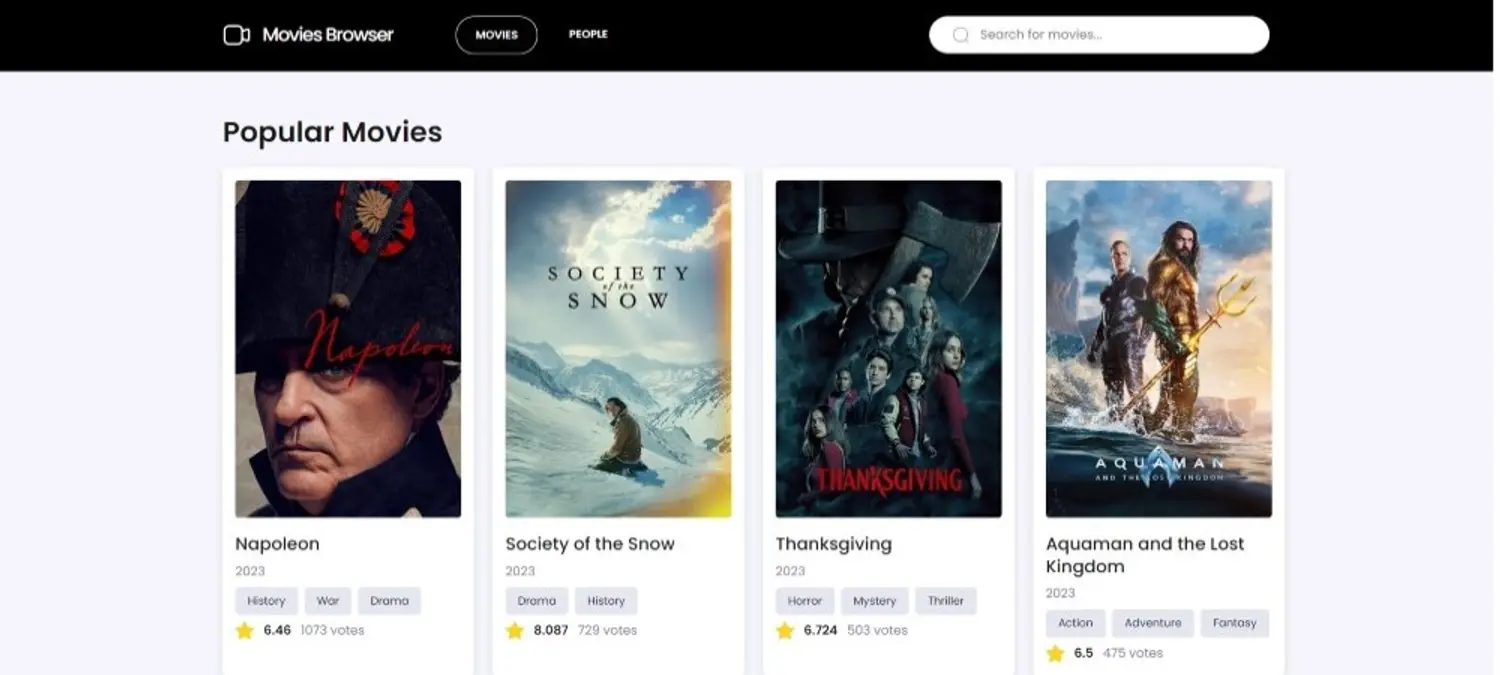 Movies Browser
MOVIES
PEOPLE
Search for movies...
Popular Movies
Napoleon
SOCIETY
of the
SNOW
THANKSGIVING
AQUAMAN
AND THE LOST KINGDOM
Napoleon
2023
History War Drama
6.46 1073 votes
Society of the Snow
2023
Drama History
8.087 729 votes
Thanksgiving
2023
Horror Mystery Thriller
6.724 503 votes
Aquaman and the Lost
Kingdom
2023
Action Adventure Fantasy
6.5 475 votes